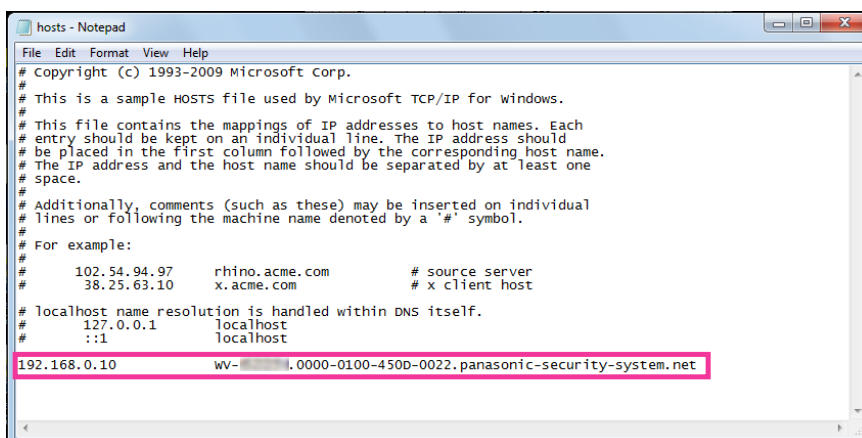 hosts - Notepad
File Edit Format View Help
# Copyright (c) 1993-2009 Microsoft Corp.
#
# This is a sample HOSTS file used by Microsoft TCP/IP for Windows.
#
# This file contains the mappings of IP addresses to host names. Each
# entry should be kept on an individual line. The IP address should
# be placed in the first column followed by the corresponding host name.
# The IP address and the host name should be separated by at least one
# space.
#
# Additionally, comments (such as these) may be inserted on individual
# lines or following the machine name denoted by a '#' symbol.
#
# For example:
#
#      102.54.94.97     rhino.acme.com          # source server
#       38.25.63.10     x.acme.com              # x client host

# localhost name resolution is handled within DNS itself.
#       127.0.0.1       localhost
#       ::1             localhost

192.168.0.10            WV- .0000-0100-450D-0022.panasonic-security-system.net